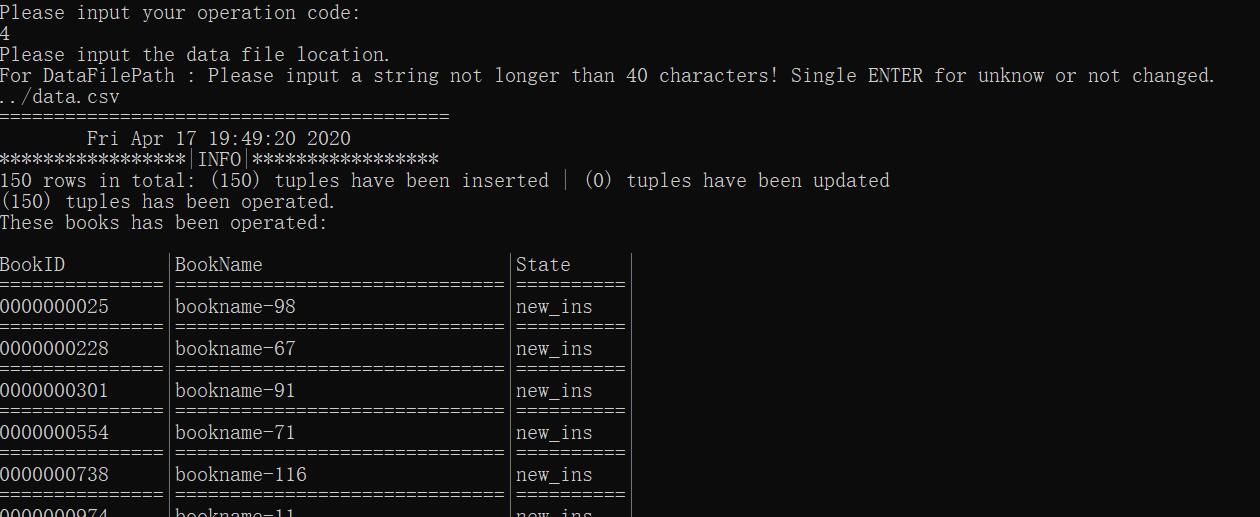 Please input your operation code:
4
Please input the data file location.
For DataFilePath : Please input a string not longer than 40 characters! Single ENTER for unknow or not changed.
../data.csv
=========================================
Fri Apr 17 19:49:20 2020
*****************|INFO|*****************
150 rows in total: (150) tuples have been inserted | (0) tuples have been updated
(150) tuples has been operated.
These books has been operated:
BookID |BookName |State |
===============|==============================|==========|
0000000025 |bookname-98 |new_ins |
===============|==============================|==========|
0000000228 |bookname-67 |new_ins |
===============|==============================|==========|
0000000301 |bookname-91 |new_ins |
===============|==============================|==========|
0000000554 |bookname-71 |new_ins |
===============|==============================|==========|
0000000738 |bookname-116 |new_ins |
===============|==============================|==========|
0000000974 |bookname-11 |new_ins |